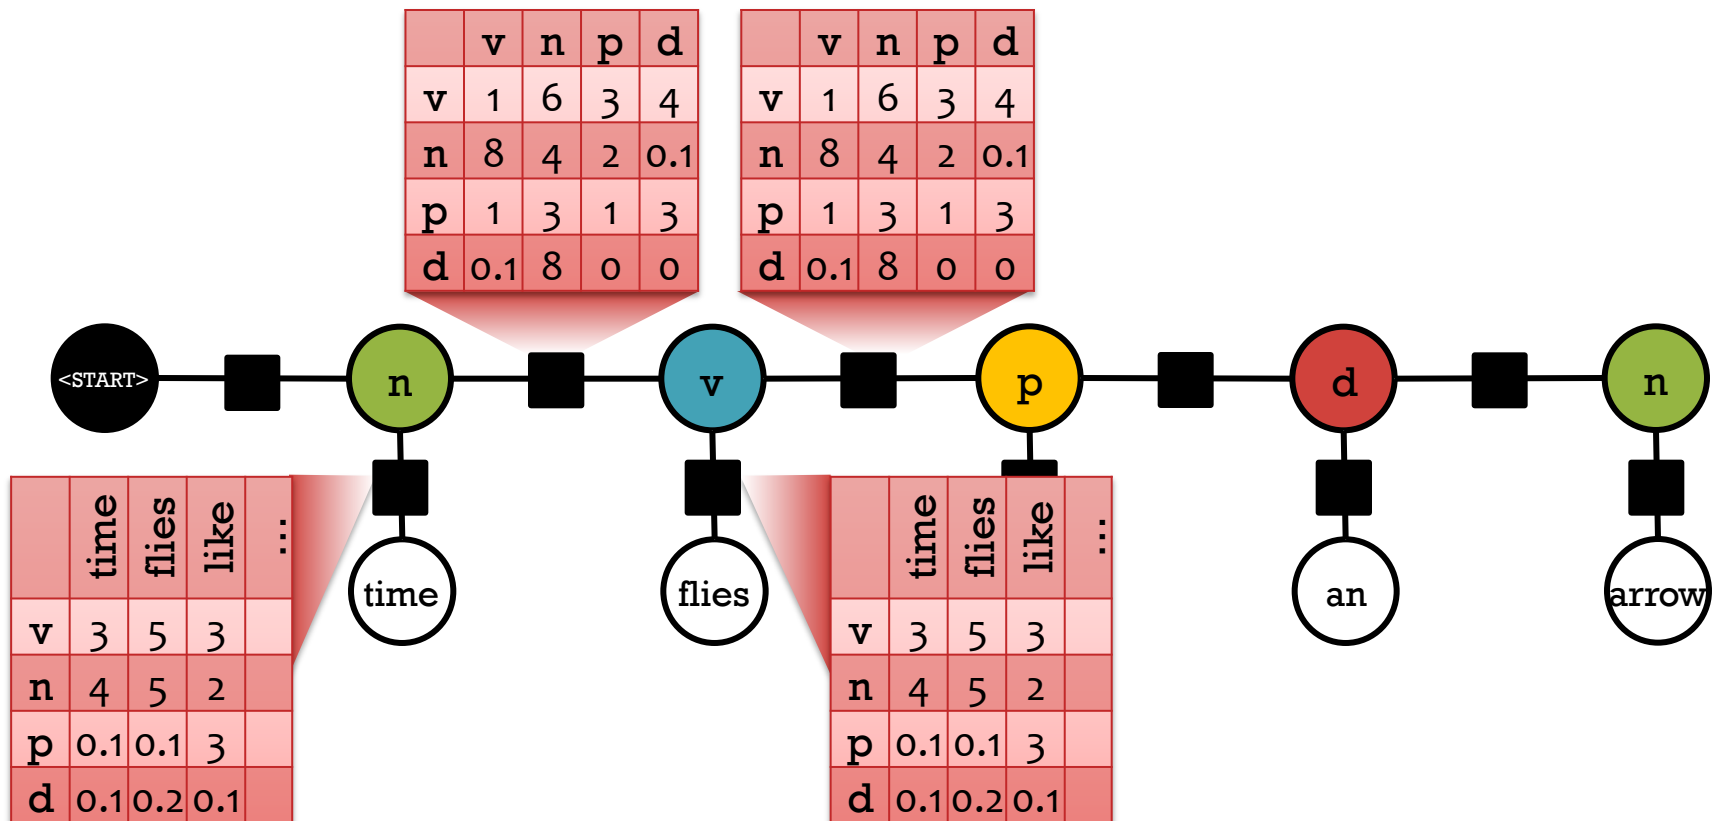 v n p d
v 1 6 3 4
n 8 4 2 0.1
p 1 3 1 3
d 0.1 8 0 0
v n p d
v 1 6 3 4
n 8 4 2 0.1
p 1 3 1 3
d 0.1 8 0 0
<START> n v p d n
time flies like ...
v 3 5 3
n 4 5 2
p 0.1 0.1 3
d 0.1 0.2 0.1
time flies
time flies like ...
v 3 5 3
n 4 5 2
p 0.1 0.1 3
d 0.1 0.2 0.1
an arrow